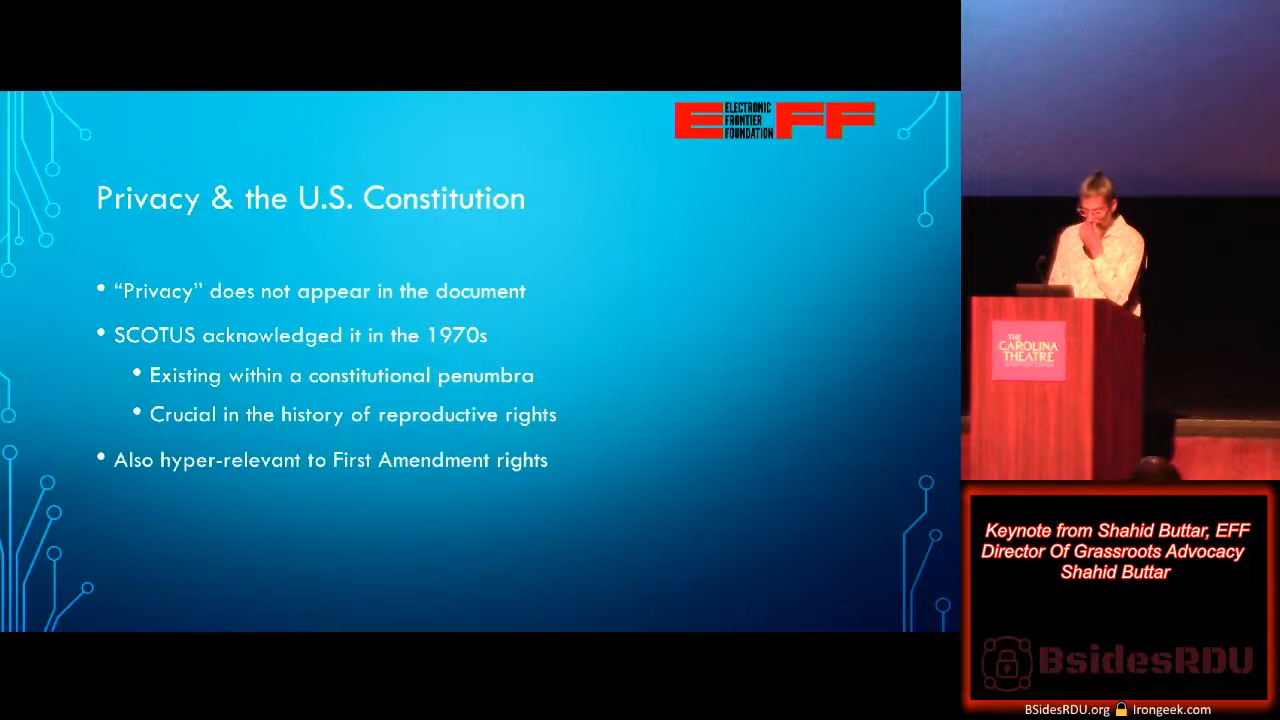 ELECTRONIC
FRONTIER
FOUNDATION
EFF
Privacy & the U.S. Constitution
• “Privacy” does not appear in the document
• SCOTUS acknowledged it in the 1970s
• Existing within a constitutional penumbra
• Crucial in the history of reproductive rights
• Also hyper-relevant to First Amendment rights
THE
CAROLINA
THEATRE
Keynote from Shahid Buttar, EFF
Director Of Grassroots Advocacy
Shahid Buttar
BsidesRDU
BSidesRDU.org Irongeek.com